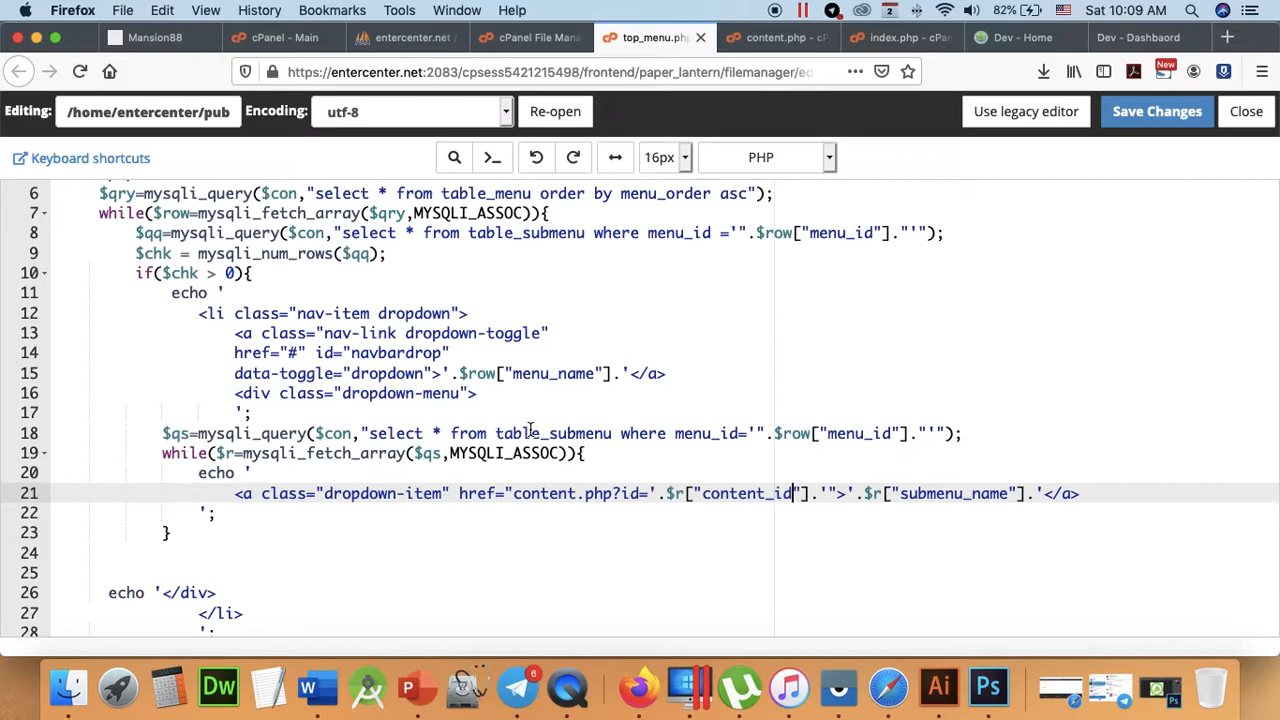 Firefox File Edit View History Bookmarks Tools Window Help 2 82% Sat 10:09 AM
Mansion88 cPanel - Main entercenter.net / cPanel File Mana top_menu.php content.php - cP index.php - cPan Dev - Home Dev - Dashbaord
https://entercenter.net:2083/cpsess5421215498/frontend/paper_lantern/filemanager/ed New
Editing: /home/entercenter/pub Encoding: utf-8 Re-open Use legacy editor Save Changes Close
Keyboard shortcuts 16px PHP
6 $qry=mysqli_query($con,"select * from table_menu order by menu_order asc");
7 while($row=mysqli_fetch_array($qry,MYSQLI_ASSOC)){
8 $qq=mysqli_query($con,"select * from table_submenu where menu_id ='".$row["menu_id"]."'");
9 $chk = mysqli_num_rows($qq);
10 if($chk > 0){
11 echo '
12 <li class="nav-item dropdown">
13 <a class="nav-link dropdown-toggle"
14 href="#" id="navbardrop"
15 data-toggle="dropdown">'.$row["menu_name"].'</a>
16 <div class="dropdown-menu">
17 ';
18 $qs=mysqli_query($con,"select * from table_submenu where menu_id='".$row["menu_id"]."'");
19 while($r=mysqli_fetch_array($qs,MYSQLI_ASSOC)){
20 echo '
21 <a class="dropdown-item" href="content.php?id='.$r["content_id"].'">'.$r["submenu_name"].'</a>
22 ';
23 }
24
25
26 echo '</div>
27 </li>
28 ';
Dw W P 6 Ai Ps